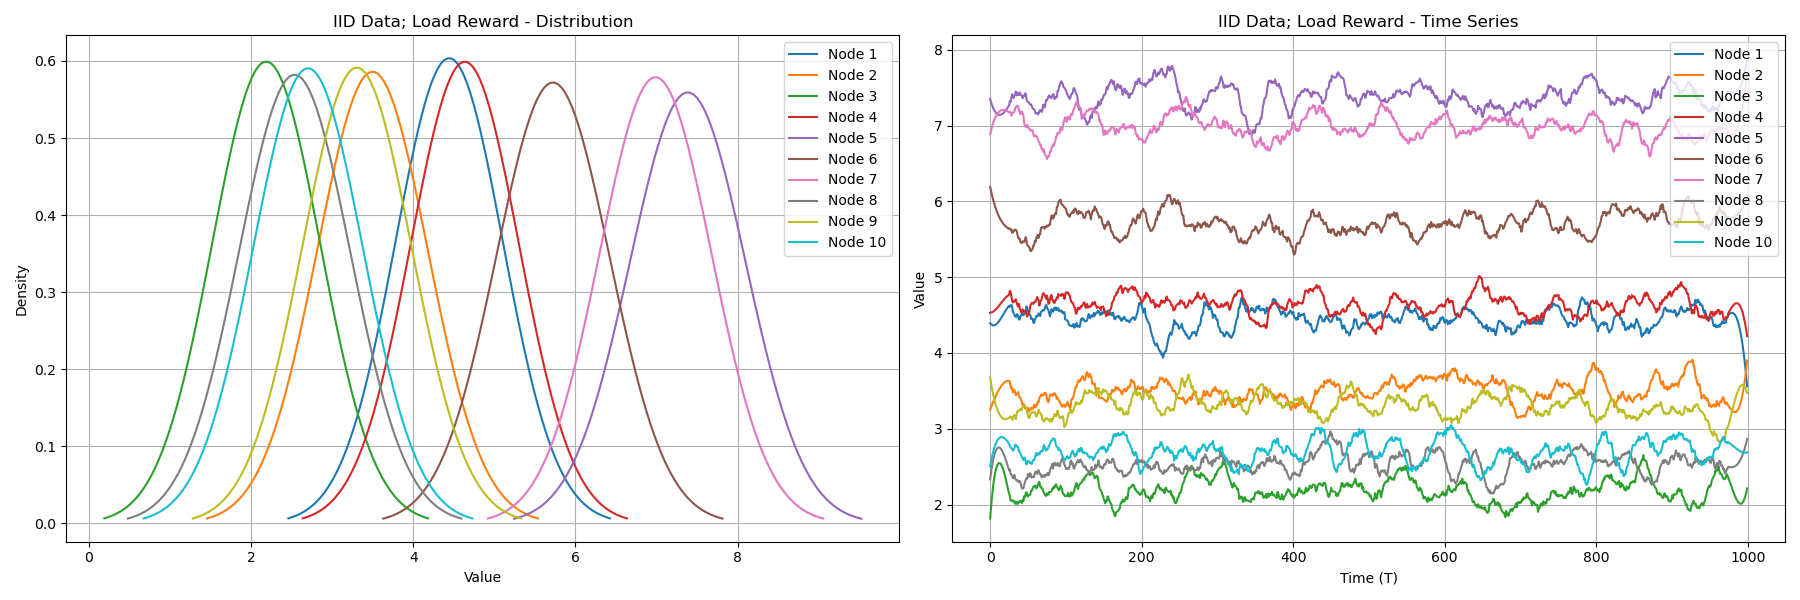 IID Data; Load Reward - Distribution
Density
0.6
0.5
0.4
0.3
0.2
0.1
0.0
0
2
4
6
8
Value
Node 1
Node 2
Node 3
Node 4
Node 5
Node 6
Node 7
Node 8
Node 9
Node 10
IID Data; Load Reward - Time Series
Value
8
7
6
5
4
3
2
0
200
400
600
800
1000
Time (T)
Node 1
Node 2
Node 3
Node 4
Node 5
Node 6
Node 7
Node 8
Node 9
Node 10